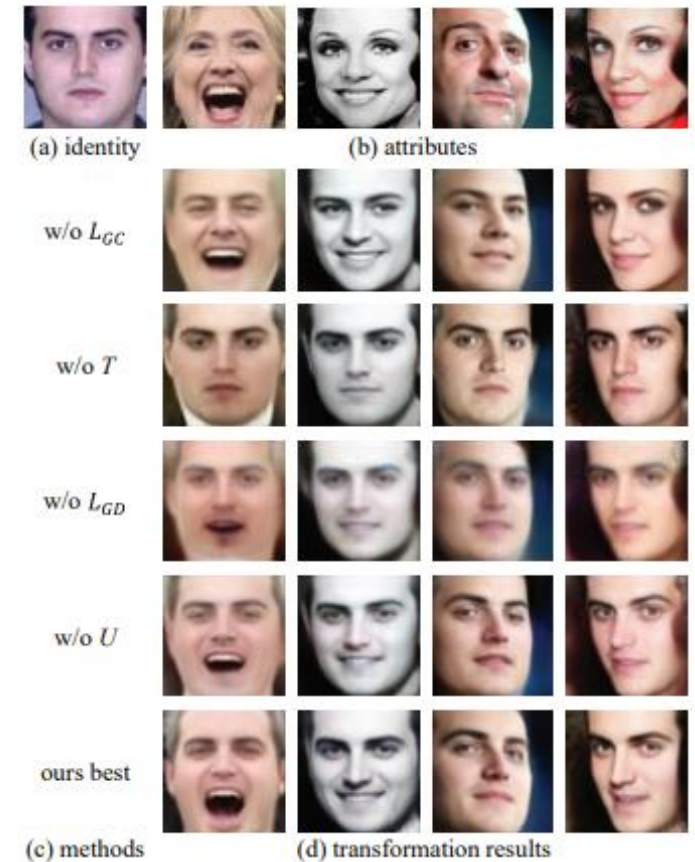 (a) identity
(b) attributes
w/o L_GC
w/o T
w/o L_GD
w/o U
ours best
(c) methods
(d) transformation results